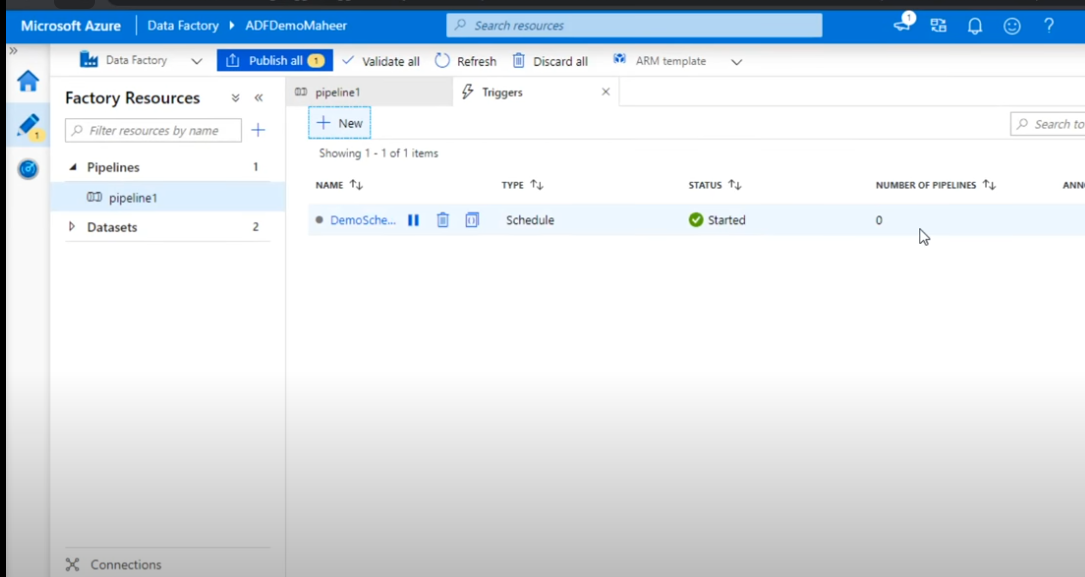 Microsoft Azure Data Factory ADFDemoMaheer Search resources 1 ?
» Data Factory Publish all 1 Validate all Refresh Discard all ARM template
Factory Resources « pipeline1 Triggers ×
Filter resources by name + + New Search to
1
Showing 1 - 1 of 1 items
Pipelines 1
NAME TYPE STATUS NUMBER OF PIPELINES ANN
pipeline1
DemoSche... Schedule Started 0
Datasets 2
Connections